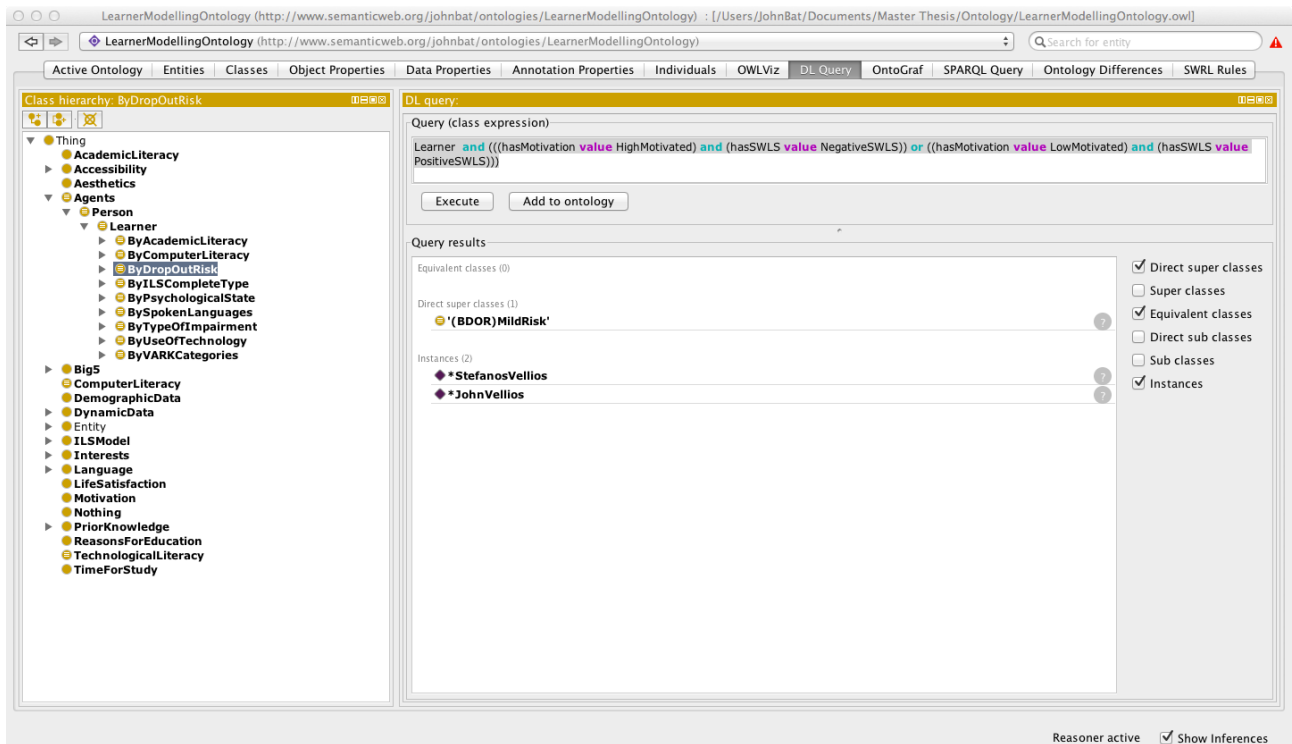 LearnerModellingOntology (http://www.semanticweb.org/johnbat/ontologies/LearnerModellingOntology) : [/Users/JohnBat/Documents/Master Thesis/Ontology/LearnerModellingOntology.owl]
LearnerModellingOntology (http://www.semanticweb.org/johnbat/ontologies/LearnerModellingOntology)
Search for entity
Active Ontology Entities Classes Object Properties Data Properties Annotation Properties Individuals OWLViz DL Query OntoGraf SPARQL Query Ontology Differences SWRL Rules
Class hierarchy: ByDropOutRisk
Thing
AcademicLiteracy
Accessibility
Aesthetics
Agents
Person
Learner
ByAcademicLiteracy
ByComputerLiteracy
ByDropOutRisk
ByILSCompleteType
ByPsychologicalState
BySpokenLanguages
ByTypeOfImpairment
ByUseOfTechnology
ByVARKCategories
Big5
ComputerLiteracy
DemographicData
DynamicData
Entity
ILSModel
Interests
Language
LifeSatisfaction
Motivation
Nothing
PriorKnowledge
ReasonsForEducation
TechnologicalLiteracy
TimeForStudy
DL query:
Query (class expression)
Learner and (((hasMotivation value HighMotivated) and (hasSWLS value NegativeSWLS)) or ((hasMotivation value LowMotivated) and (hasSWLS value
PositiveSWLS)))
Execute Add to ontology
Query results
Equivalent classes (0)
Direct super classes (1)
'(BDOR)MildRisk'
?
Instances (2)
*StefanosVellios
?
*JohnVellios
?
Direct super classes
Super classes
Equivalent classes
Direct sub classes
Sub classes
Instances
Reasoner active Show Inferences